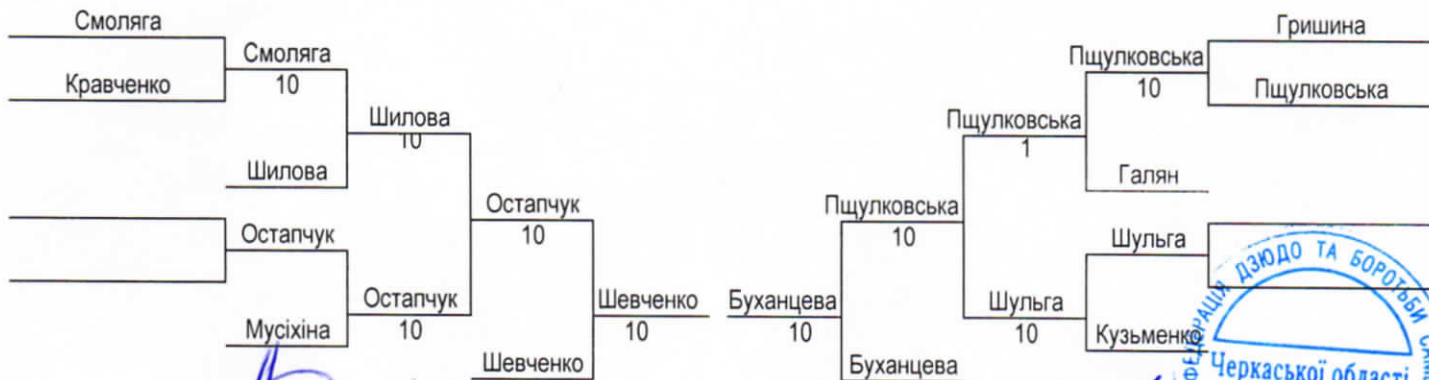 Смоляга
Кравченко
Смоляга
10
Шилова
Шилова
10
Остапчук
Мусіхіна
Остапчук
10
Остапчук
10
Шевченко
Шевченко
10
Гришина
Пщулковська
Пщулковська
10
Галян
Пщулковська
1
Шульга
Кузьменко
Шульга
10
Пщулковська
10
Буханцева
Буханцева
10
ФЕДЕРАЦІЯ ДЗЮДО ТА БОРОТЬБИ
Черкаської області